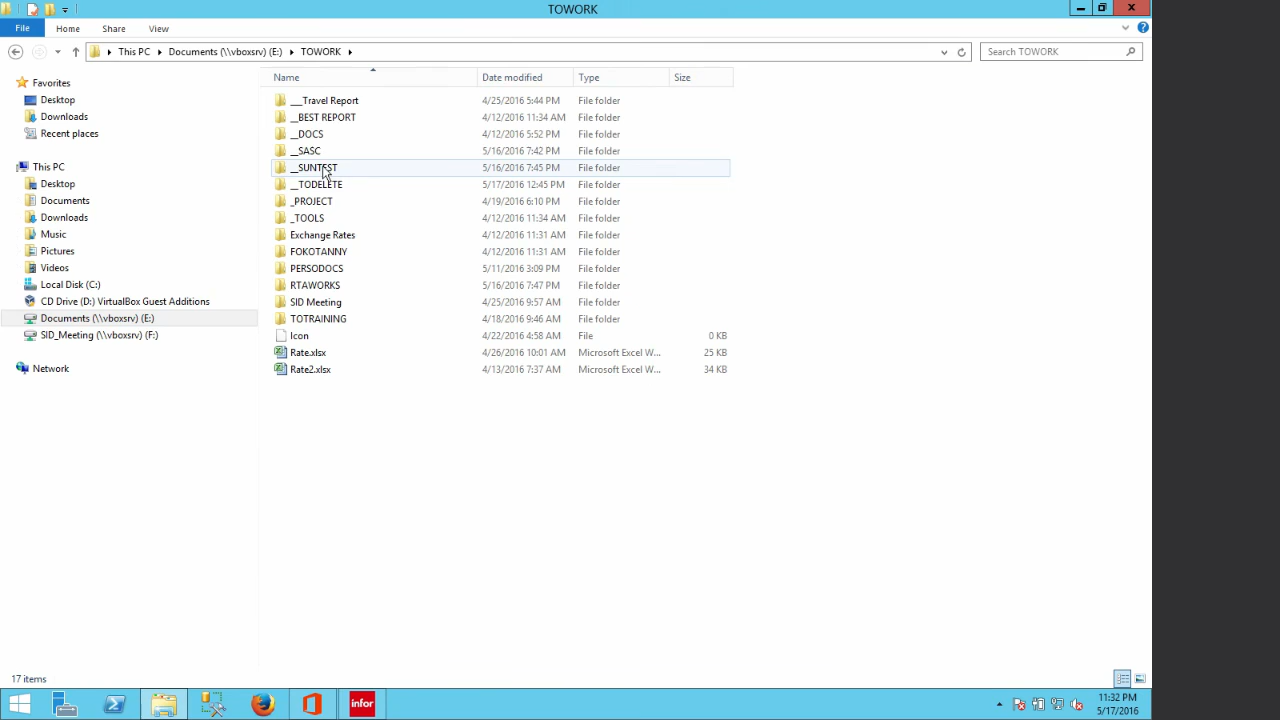 TOWORK
File Home Share View
This PC Documents (\\vboxsrv) (E:) TOWORK Search TOWORK
Favorites
Desktop
Downloads
Recent places
This PC
Desktop
Documents
Downloads
Music
Pictures
Videos
Local Disk (C:)
CD Drive (D:) VirtualBox Guest Additions
Documents (\\vboxsrv) (E:)
SID_Meeting (\\vboxsrv) (F:)
Network
Name Date modified Type Size
___Travel Report 4/25/2016 5:44 PM File folder
__BEST REPORT 4/12/2016 11:34 AM File folder
__DOCS 4/12/2016 5:52 PM File folder
__SASC 5/16/2016 7:42 PM File folder
__SUNTEST 5/16/2016 7:45 PM File folder
__TODELETE 5/17/2016 12:45 PM File folder
_PROJECT 4/19/2016 6:10 PM File folder
_TOOLS 4/12/2016 11:34 AM File folder
Exchange Rates 4/12/2016 11:31 AM File folder
FOKOTANNY 4/12/2016 11:31 AM File folder
PERSODOCS 5/11/2016 3:09 PM File folder
RTAWORKS 5/16/2016 7:47 PM File folder
SID Meeting 4/25/2016 9:57 AM File folder
TOTRAINING 4/18/2016 9:46 AM File folder
Icon 4/22/2016 4:58 AM File 0 KB
Rate.xlsx 4/26/2016 10:01 AM Microsoft Excel W... 25 KB
Rate2.xlsx 4/13/2016 7:37 AM Microsoft Excel W... 34 KB
17 items
infor
11:32 PM
5/17/2016